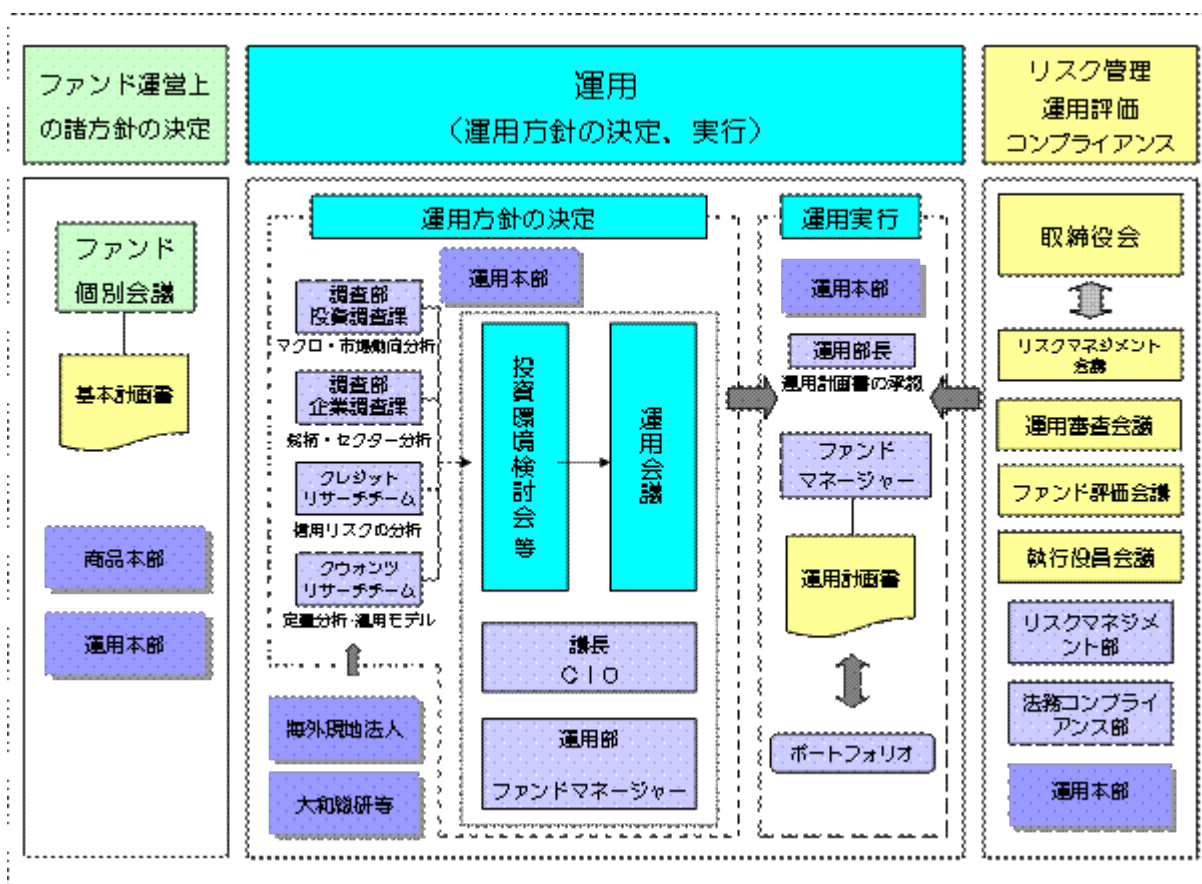 ファンド運営上
の諸方針の決定
ファンド
個別会議
基本計画書
商品本部
運用本部
運用
（運用方針の決定、実行）
運用方針の決定
運用本部
調査部
投資調査課
マクロ・市場動向分析
調査部
企業調査課
銘柄・セクター分析
クレジット
リサーチチーム
信用リスクの分析
クウォンツ
リサーチチーム
定量分析・運用モデル
海外現地法人
大和総研等
投資環境検討会等
運用会議
議長
ＣＩＯ
運用部
ファンドマネージャー
運用実行
運用本部
運用部長
運用計画書の承認
ファンド
マネージャー
運用計画書
ポートフォリオ
リスク管理
運用評価
コンプライアンス
取締役会
リスクマネジメント
会議
運用審査会議
ファンド評価会議
執行役員会議
リスクマネジメ
ント部
法務コンプライ
アンス部
運用本部